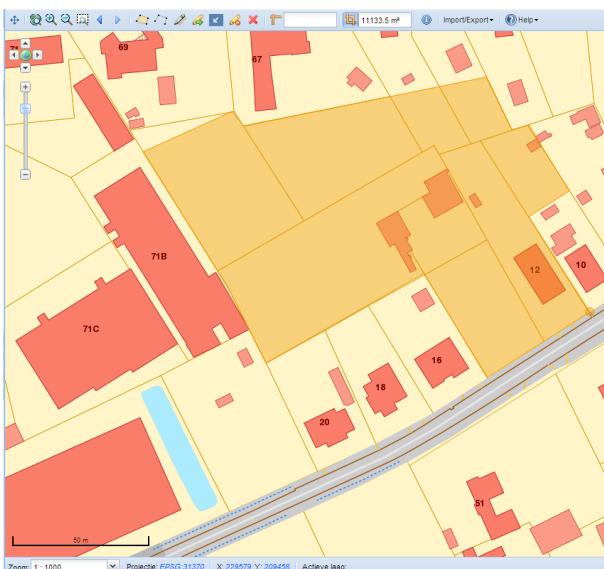 11133.5 m²
Import/Export
Help
69
67
71B
71C
12
10
16
18
20
51
50 m
Zoom: 1 : 1000 Projectie: EPSG:31370 X: 229579 Y: 209458 Actieve laag: